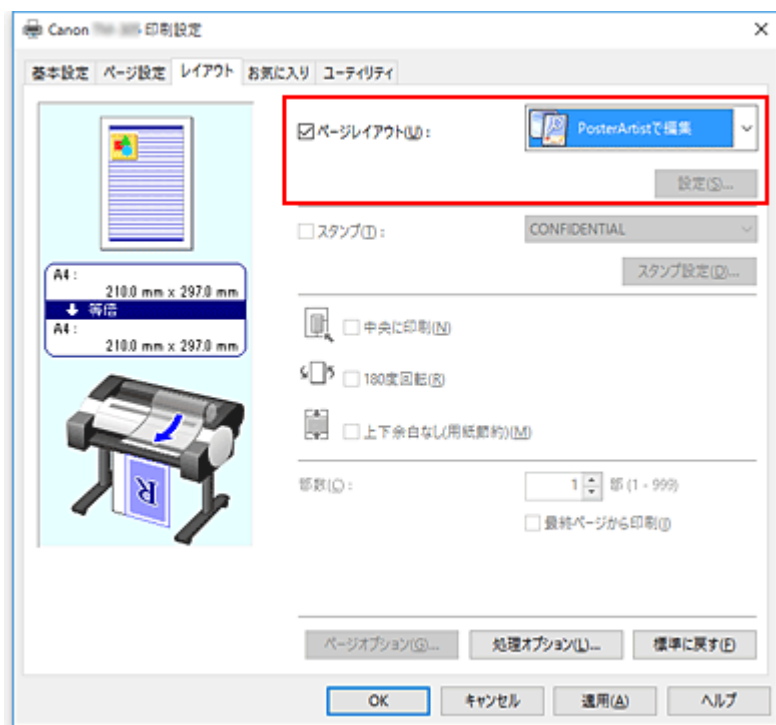 Canon 印刷設定
基本設定 ページ設定 レイアウト お気に入り ユーティリティ
ページレイアウト(U): PosterArtistで編集
設定(S)...
スタンプ(T): CONFIDENTIAL
スタンプ設定(D)...
A4:
210.0 mm x 297.0 mm
等倍
A4:
210.0 mm x 297.0 mm
中央に印刷(N)
180度回転(R)
上下余白なし(用紙節約)(M)
R
部数(C): 1 部 (1 - 999)
最終ページから印刷(I)
ページオプション(G)... 処理オプション(L)... 標準に戻す(F)
OK キャンセル 適用(A) ヘルプ